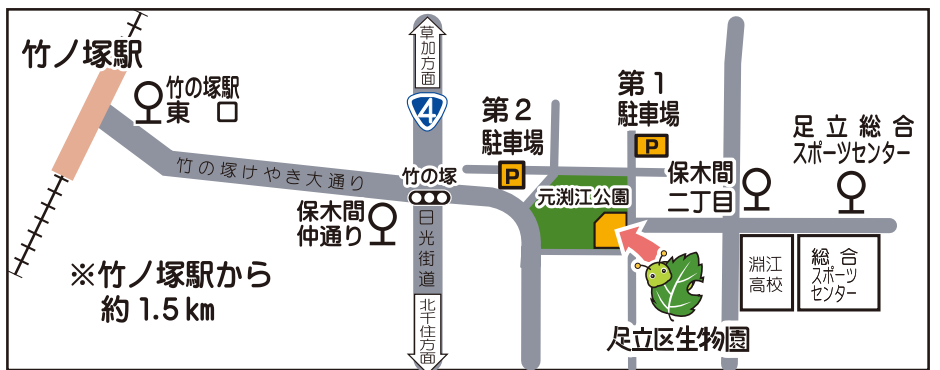 竹ノ塚駅
竹の塚駅
東 口
竹の塚けやき大通り
保木間
仲通り
※竹ノ塚駅から
約1.5km
草加方面
4
竹の塚
日光街道
北千住方面
第2
駐車場
P
第1
駐車場
P
元渕江公園
保木間
二丁目
足立総合
スポーツセンター
淵江
高校
総合
スポーツ
センター
足立区生物園